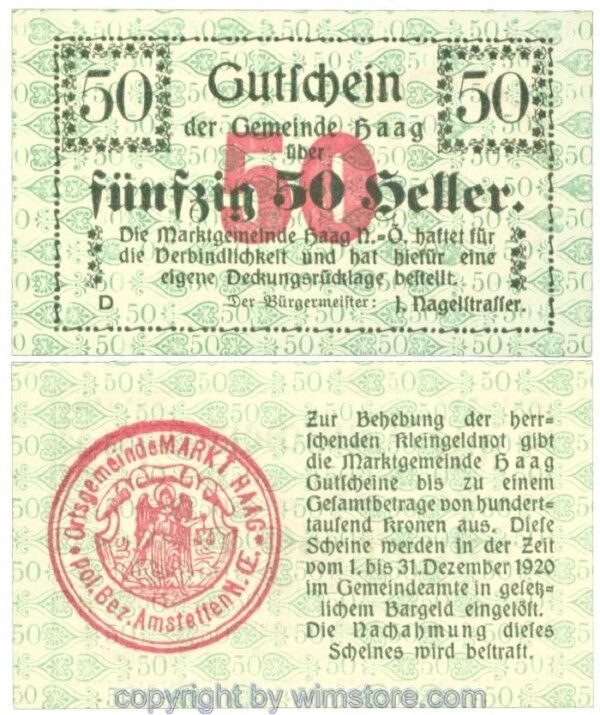 50 Gutschein 50
der Gemeinde Haag
über
50
fünfzig 50 Heller.
Die Marktgemeinde Haag N.=Ö. haftet für
die Verbindlichkeit und hat hiefür eine
eigene Deckungsrücklage bestellt.
D Der Bürgermeister: J. Nagelstrasser.
Ortsgemeinde MARKT HAAG
pol. Bez. Amstetten N. Œ.
Zur Behebung der herr=
schenden Kleingeldnot gibt
die Marktgemeinde Haag
Gutscheine bis zu einem
Gesamtbetrage von hundert=
tausend Kronen aus. Diese
Scheine werden in der Zeit
vom 1. bis 31. Dezember 1920
im Gemeindeamte in gesetz=
lichem Bargeld eingelöst.
Die Nachahmung dieses
Scheines wird bestraft.
copyright by wimstore.com